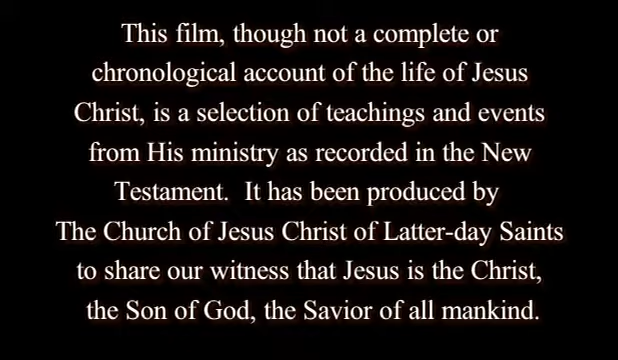 This film, though not a complete or
chronological account of the life of Jesus
Christ, is a selection of teachings and events
from His ministry as recorded in the New
Testament.  It has been produced by
The Church of Jesus Christ of Latter-day Saints
to share our witness that Jesus is the Christ,
the Son of God, the Savior of all mankind.